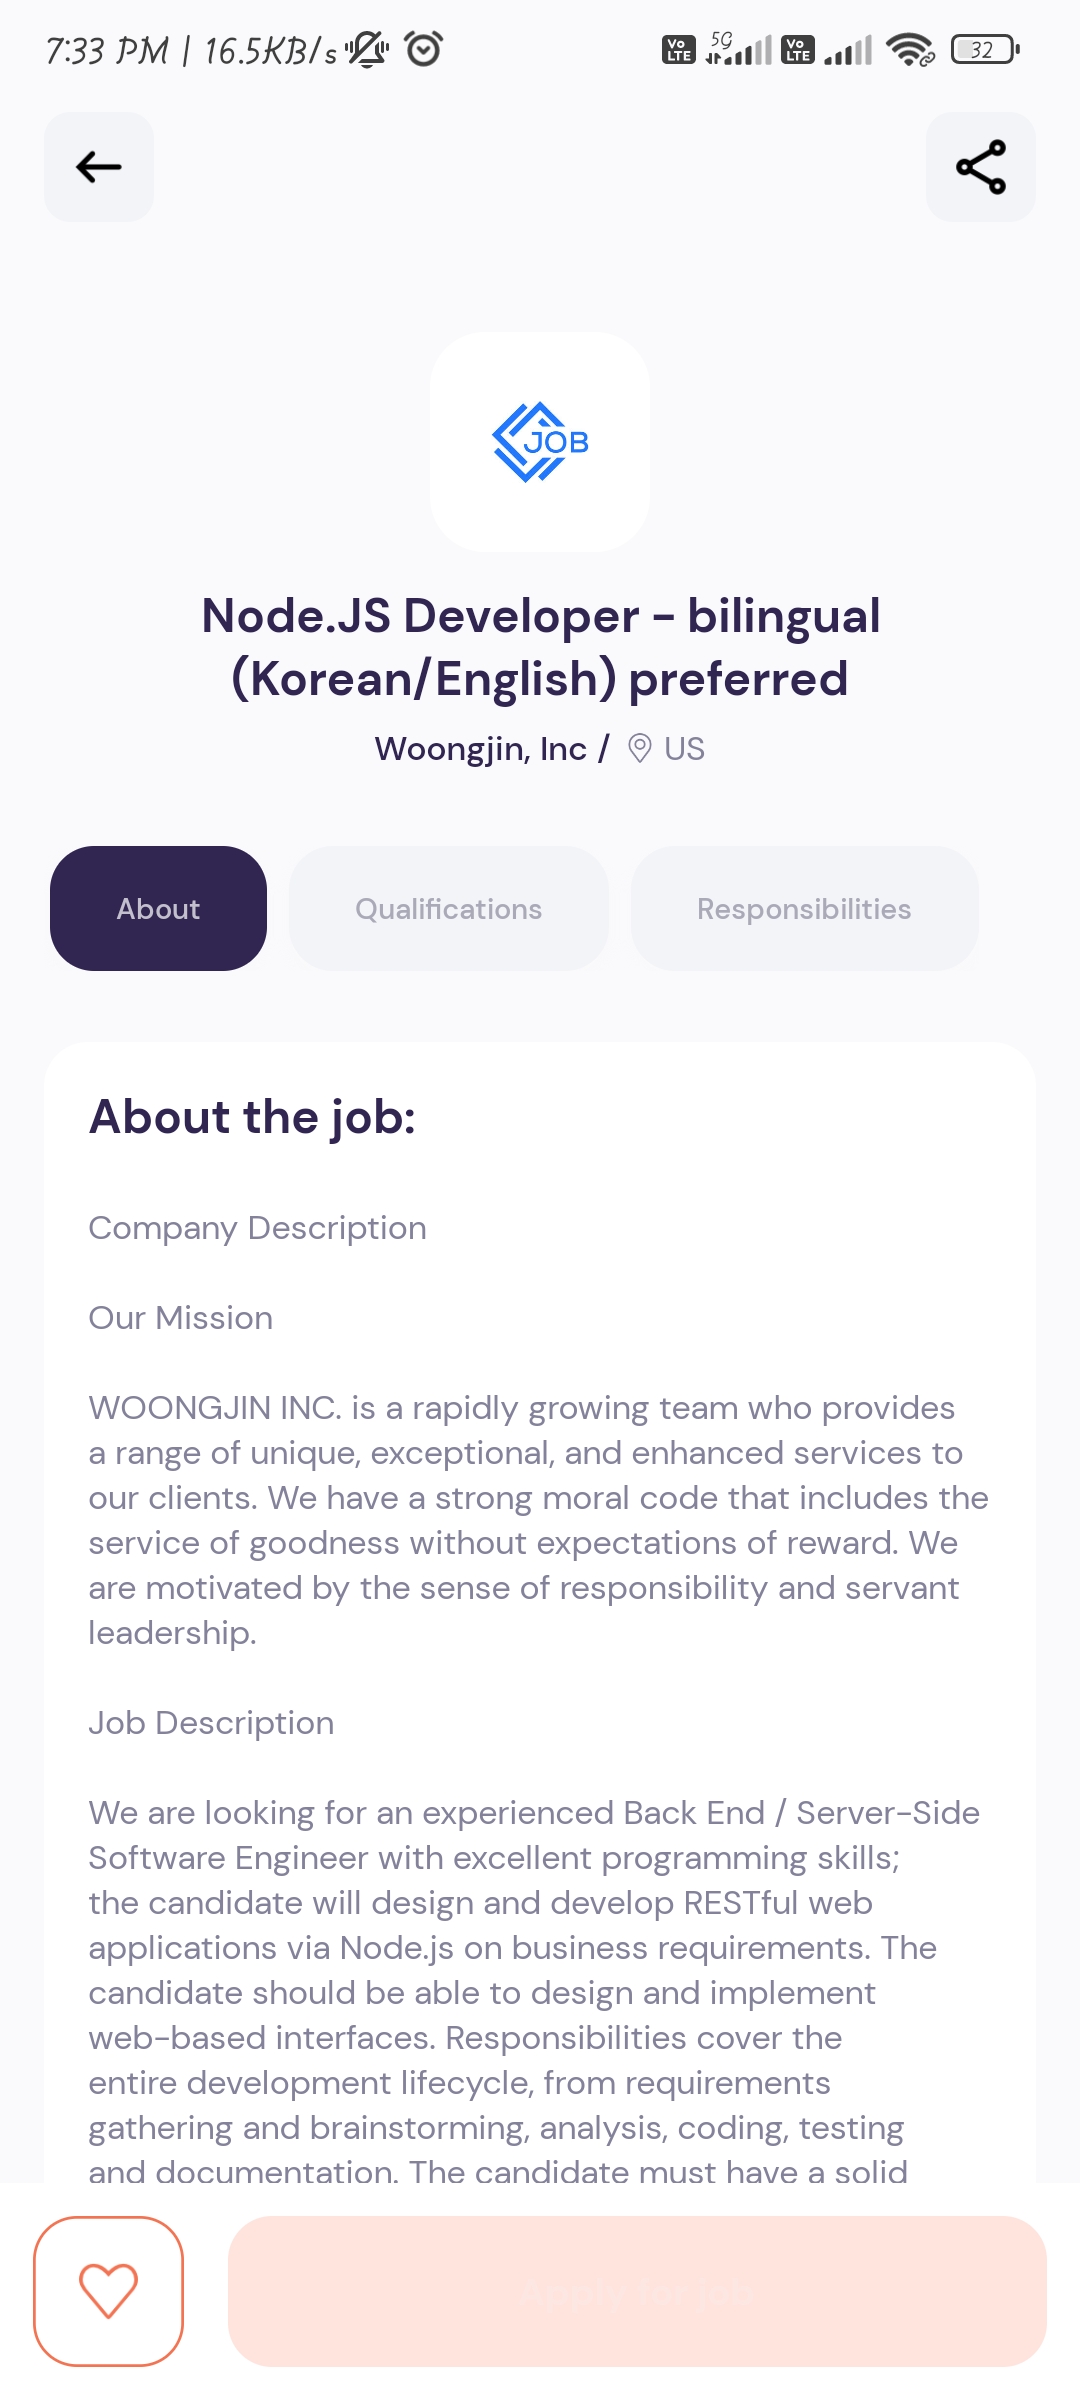 7:33 PM | 16.5KB/s
Vo LTE 5G Vo LTE 32
JOB
Node.JS Developer - bilingual
(Korean/English) preferred
Woongjin, Inc / US
About Qualifications Responsibilities
About the job:
Company Description
Our Mission
WOONGJIN INC. is a rapidly growing team who provides
a range of unique, exceptional, and enhanced services to
our clients. We have a strong moral code that includes the
service of goodness without expectations of reward. We
are motivated by the sense of responsibility and servant
leadership.
Job Description
We are looking for an experienced Back End / Server-Side
Software Engineer with excellent programming skills;
the candidate will design and develop RESTful web
applications via Node.js on business requirements. The
candidate should be able to design and implement
web-based interfaces. Responsibilities cover the
entire development lifecycle, from requirements
gathering and brainstorming, analysis, coding, testing
and documentation. The candidate must have a solid
Apply for job